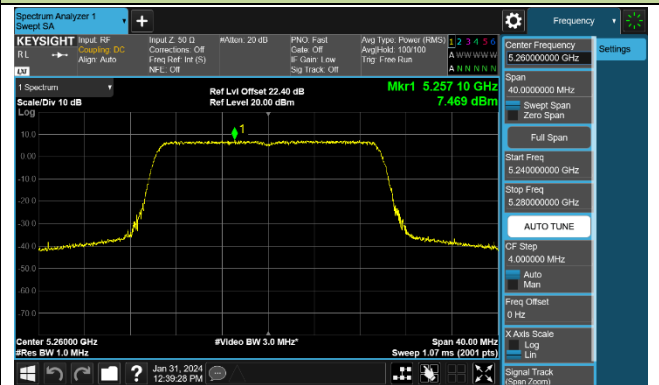 Spectrum Analyzer 1
Swept SA
+
Frequency
KEYSIGHT
RL
LXI
Input: RF
Coupling: DC
Align: Auto
Input Z: 50 Ω
Corrections: Off
Freq Ref: Int (S)
NFE: Off
#Atten: 20 dB
PNO: Fast
Gate: Off
IF Gain: Low
Sig Track: Off
Avg Type: Power (RMS)
Avg|Hold: 100/100
Trig: Free Run
1 2 3 4 5 6
A W W W W W
A N N N N N
1 Spectrum
Scale/Div 10 dB
Log
Ref Lvl Offset 22.40 dB
Ref Level 20.00 dBm
Mkr1 5.257 10 GHz
7.469 dBm
1
10.0
0.00
-10.0
-20.0
-30.0
-40.0
-50.0
-60.0
-70.0
Center 5.26000 GHz
#Res BW 1.0 MHz
#Video BW 3.0 MHz*
Span 40.00 MHz
Sweep 1.07 ms (2001 pts)
Jan 31, 2024
12:39:28 PM
?
Center Frequency
5.260000000 GHz
Settings
Span
40.0000000 MHz
Swept Span
Zero Span
Full Span
Start Freq
5.240000000 GHz
Stop Freq
5.280000000 GHz
AUTO TUNE
CF Step
4.000000 MHz
Auto
Man
Freq Offset
0 Hz
X Axis Scale
Log
Lin
Signal Track
(Span Zoom)